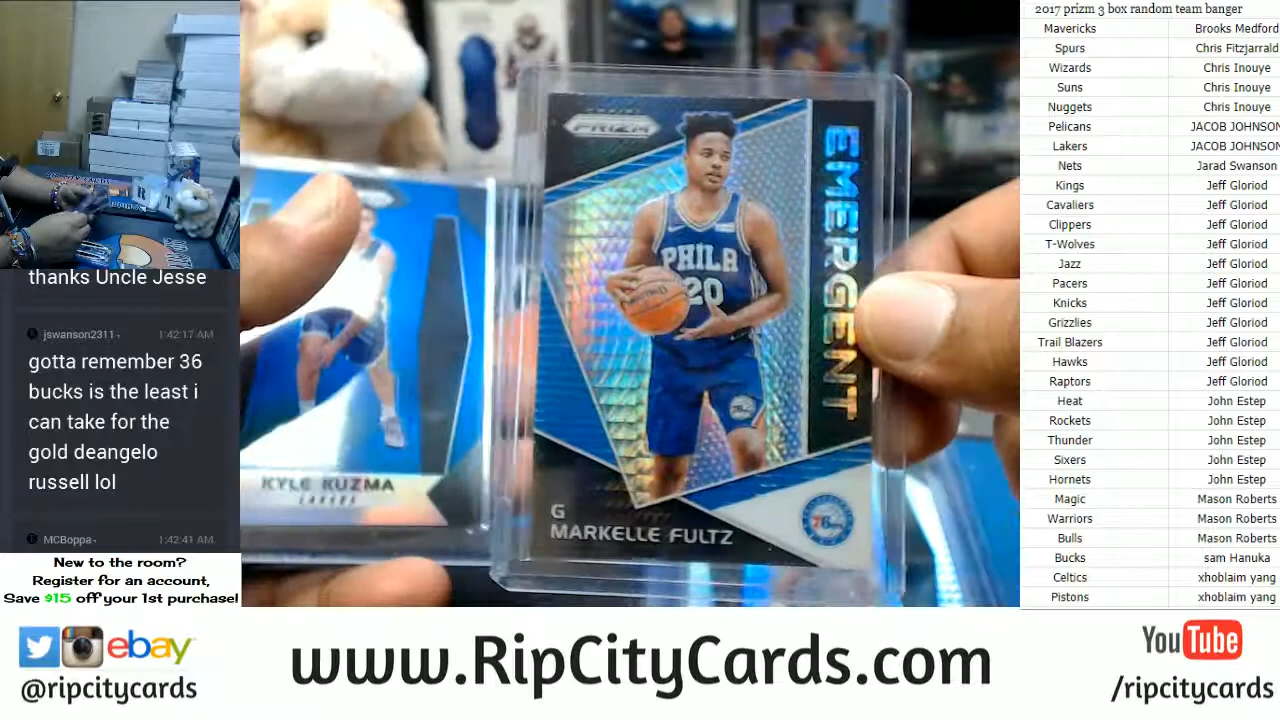 thanks Uncle Jesse
jswanson2311 1:42:17 AM
gotta remember 36
bucks is the least i
can take for the
gold deangelo
russell lol
MCBoppa 1:42:41 AM
New to the room?
Register for an account,
Save $15 off your 1st purchase!
PRIZM
EMERGENT
PHILA
20
G
MARKELLE FULTZ
76ers
KYLE KUZMA
LAKERS
2017 prizm 3 box random team banger
Mavericks Brooks Medford
Spurs Chris Fitzjarrald
Wizards Chris Inouye
Suns Chris Inouye
Nuggets Chris Inouye
Pelicans JACOB JOHNSON
Lakers JACOB JOHNSON
Nets Jarad Swanson
Kings Jeff Gloriod
Cavaliers Jeff Gloriod
Clippers Jeff Gloriod
T-Wolves Jeff Gloriod
Jazz Jeff Gloriod
Pacers Jeff Gloriod
Knicks Jeff Gloriod
Grizzlies Jeff Gloriod
Trail Blazers Jeff Gloriod
Hawks Jeff Gloriod
Raptors Jeff Gloriod
Heat John Estep
Rockets John Estep
Thunder John Estep
Sixers John Estep
Hornets John Estep
Magic Mason Roberts
Warriors Mason Roberts
Bulls Mason Roberts
Bucks sam Hanuka
Celtics xhoblaim yang
Pistons xhoblaim yang
ebay
@ripcitycards
www.RipCityCards.com
YouTube
/ripcitycards